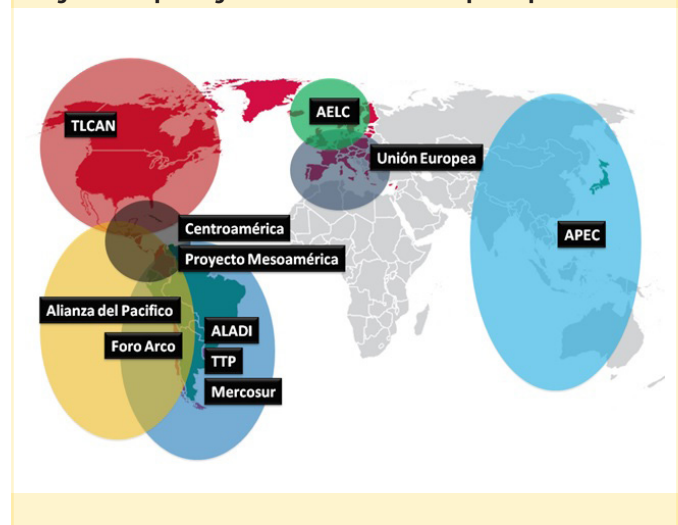 TLCAN
AELC
Unión Europea
Centroamérica
APEC
Proyecto Mesoamérica
Alianza del Pacifico
ALADI
Foro Arco
TTP
Mercosur